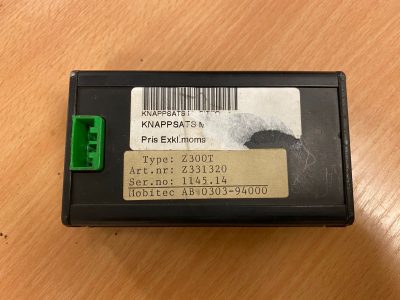 KNAPPSATS
KNAPPSATS
Pris Exkl.moms
Type: Z300T
Art.nr: Z331320
Ser.no: 1145.14
Mobitec AB 0303-94000